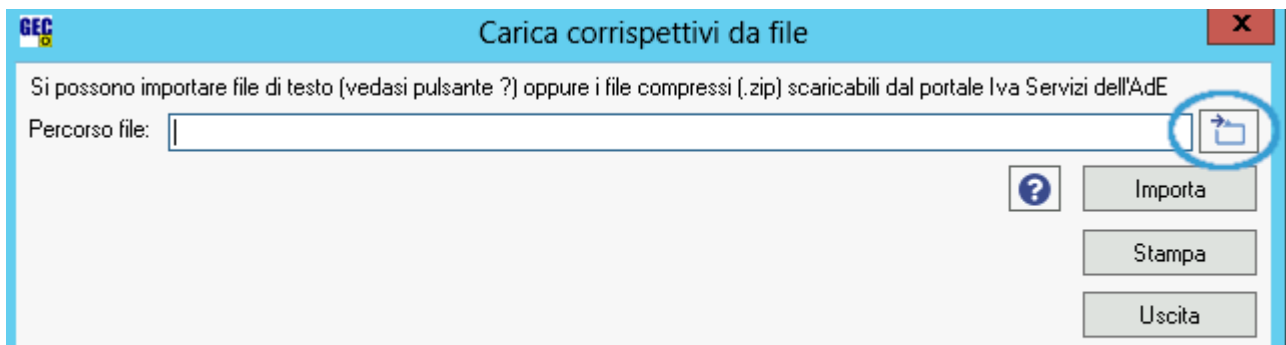 GEC
Carica corrispettivi da file
X
Si possono importare file di testo (vedasi pulsante ?) oppure i file compressi (.zip) scaricabili dal portale Iva Servizi dell'AdE
Percorso file:
?
Importa
Stampa
Uscita